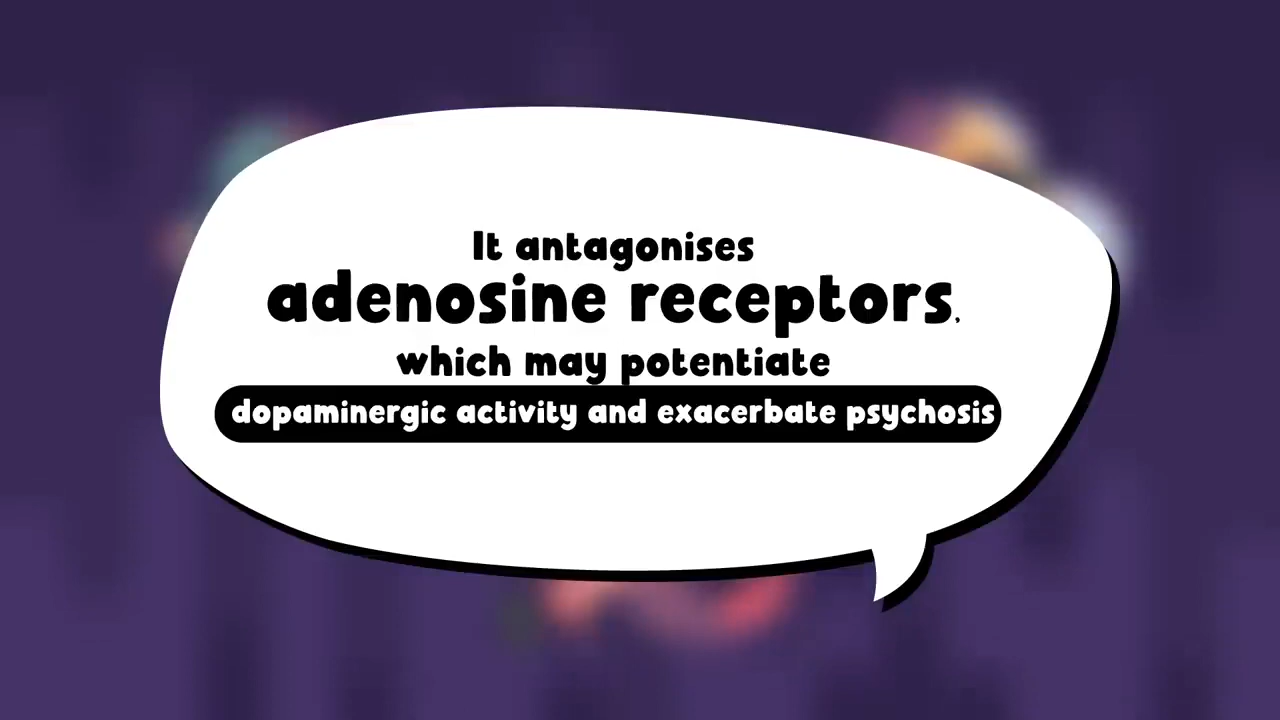 It antagonises
adenosine receptors,
which may potentiate
dopaminergic activity and exacerbate psychosis